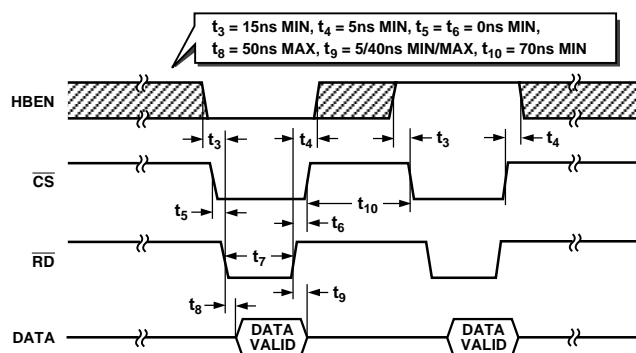 t3 = 15ns MIN, t4 = 5ns MIN, t5 = t6 = 0ns MIN,
t8 = 50ns MAX, t9 = 5/40ns MIN/MAX, t10 = 70ns MIN
HBEN
t3
t4
t3
t4
CS
t5
t6
t10
RD
t7
t8
t9
DATA
DATA
VALID
DATA
VALID